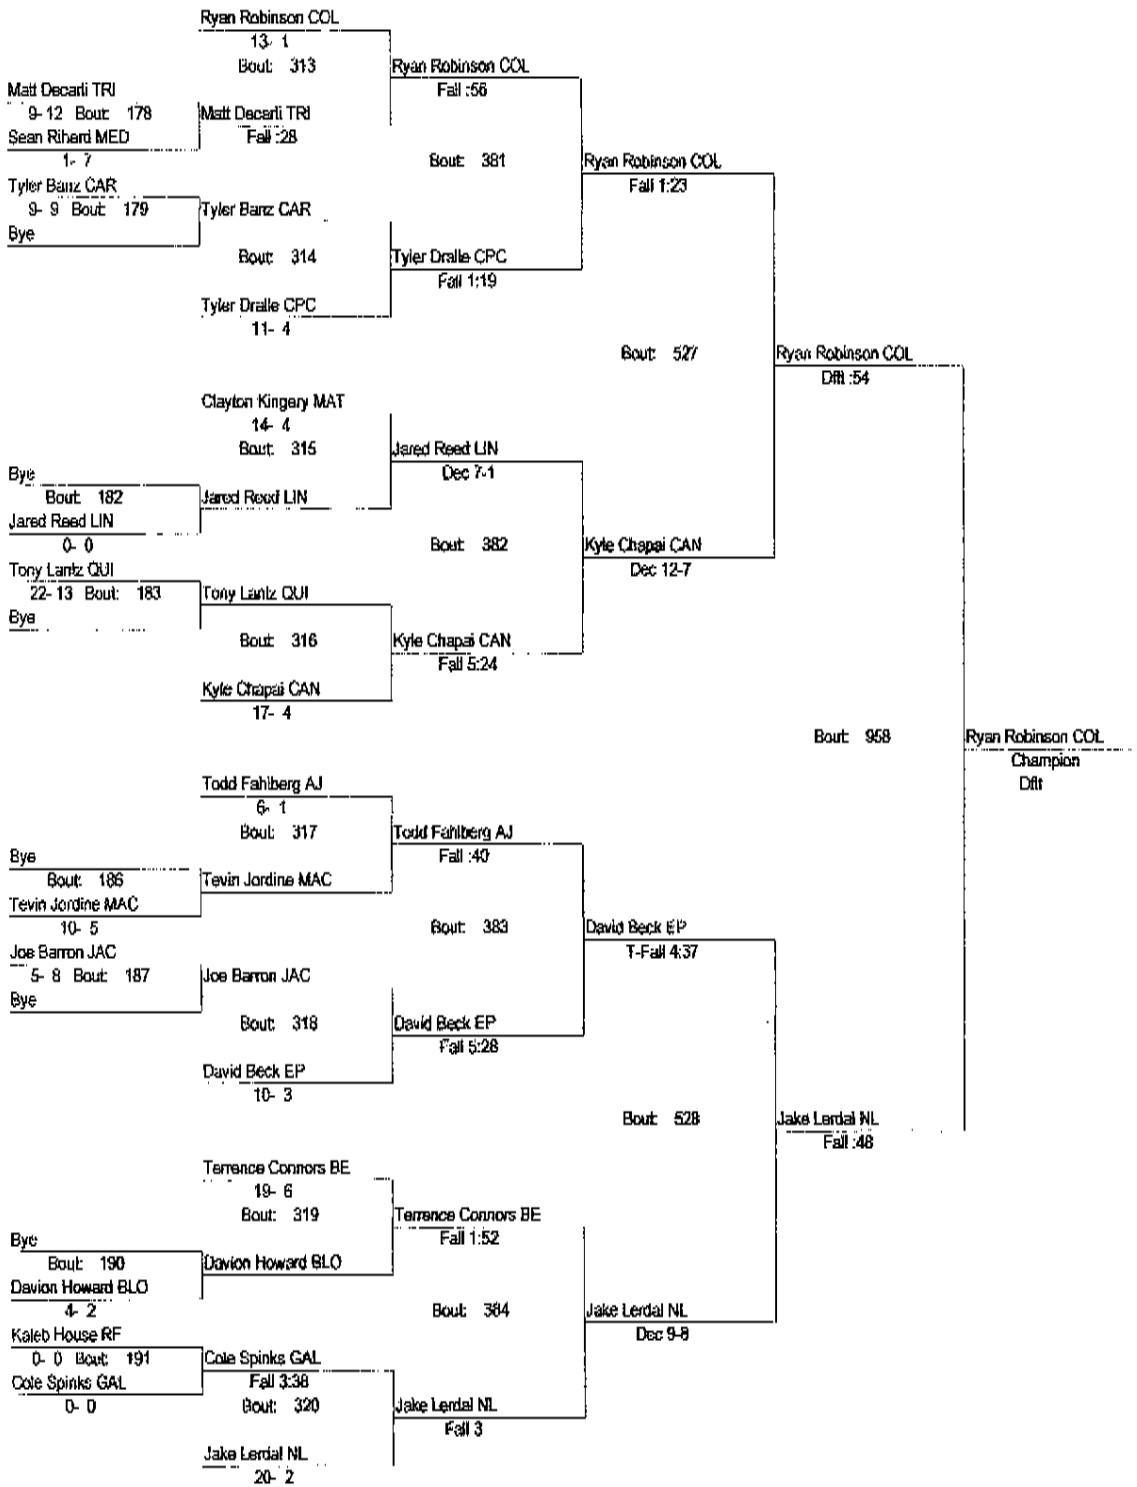 Ryan Robinson COL
13- 1
Bout: 313
Ryan Robinson COL
Fall :56
Matt Decarli TRI
9- 12 Bout: 178
Matt Decarli TRI
Fall :28
Sean Rihard MED
1- 7
Bout: 381
Ryan Robinson COL
Fall 1:23
Tyler Banz CAR
9- 9 Bout: 179
Tyler Banz CAR
Bye
Bout: 314
Tyler Dralle CPC
Fall 1:19
Tyler Dralle CPC
11- 4
Bout: 527
Ryan Robinson COL
Dflt :54
Clayton Kingery MAT
14- 4
Bout: 315
Jared Reed LIN
Dec 7-1
Bye
Bout: 182
Jared Reed LIN
Jared Reed LIN
0- 0
Bout: 382
Kyle Chapai CAN
Dec 12-7
Tony Lantz QUI
22- 13 Bout: 183
Tony Lantz QUI
Bye
Bout: 316
Kyle Chapai CAN
Fall 5:24
Kyle Chapai CAN
17- 4
Bout: 958
Ryan Robinson COL
Champion
Dflt
Todd Fahlberg AJ
6- 1
Bout: 317
Todd Fahlberg AJ
Fall :40
Bye
Bout: 186
Tevin Jordine MAC
Tevin Jordine MAC
10- 5
Bout: 383
David Beck EP
T-Fall 4:37
Joe Barron JAC
5- 8 Bout: 187
Joe Barron JAC
Bye
Bout: 318
David Beck EP
Fall 5:28
David Beck EP
10- 3
Bout: 528
Jake Lerdal NL
Fall :48
Terrence Connors BE
19- 6
Bout: 319
Terrence Connors BE
Fall 1:52
Bye
Bout: 190
Davion Howard BLO
Davion Howard BLO
4- 2
Bout: 384
Jake Lerdal NL
Dec 9-8
Kaleb House RF
0- 0 Bout: 191
Cole Spinks GAL
Fall 3:38
Cole Spinks GAL
0- 0
Bout: 320
Jake Lerdal NL
Fall 3
Jake Lerdal NL
20- 2